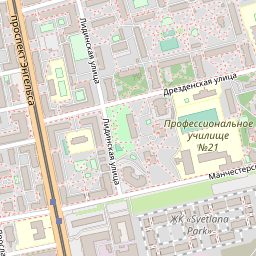 проспект Энгельса
Лидинская улица
Дрезденская улица
Профессиональное
училище
№21
Лидинская улица
Манчестерс
ЖК «Svetlana
Park»